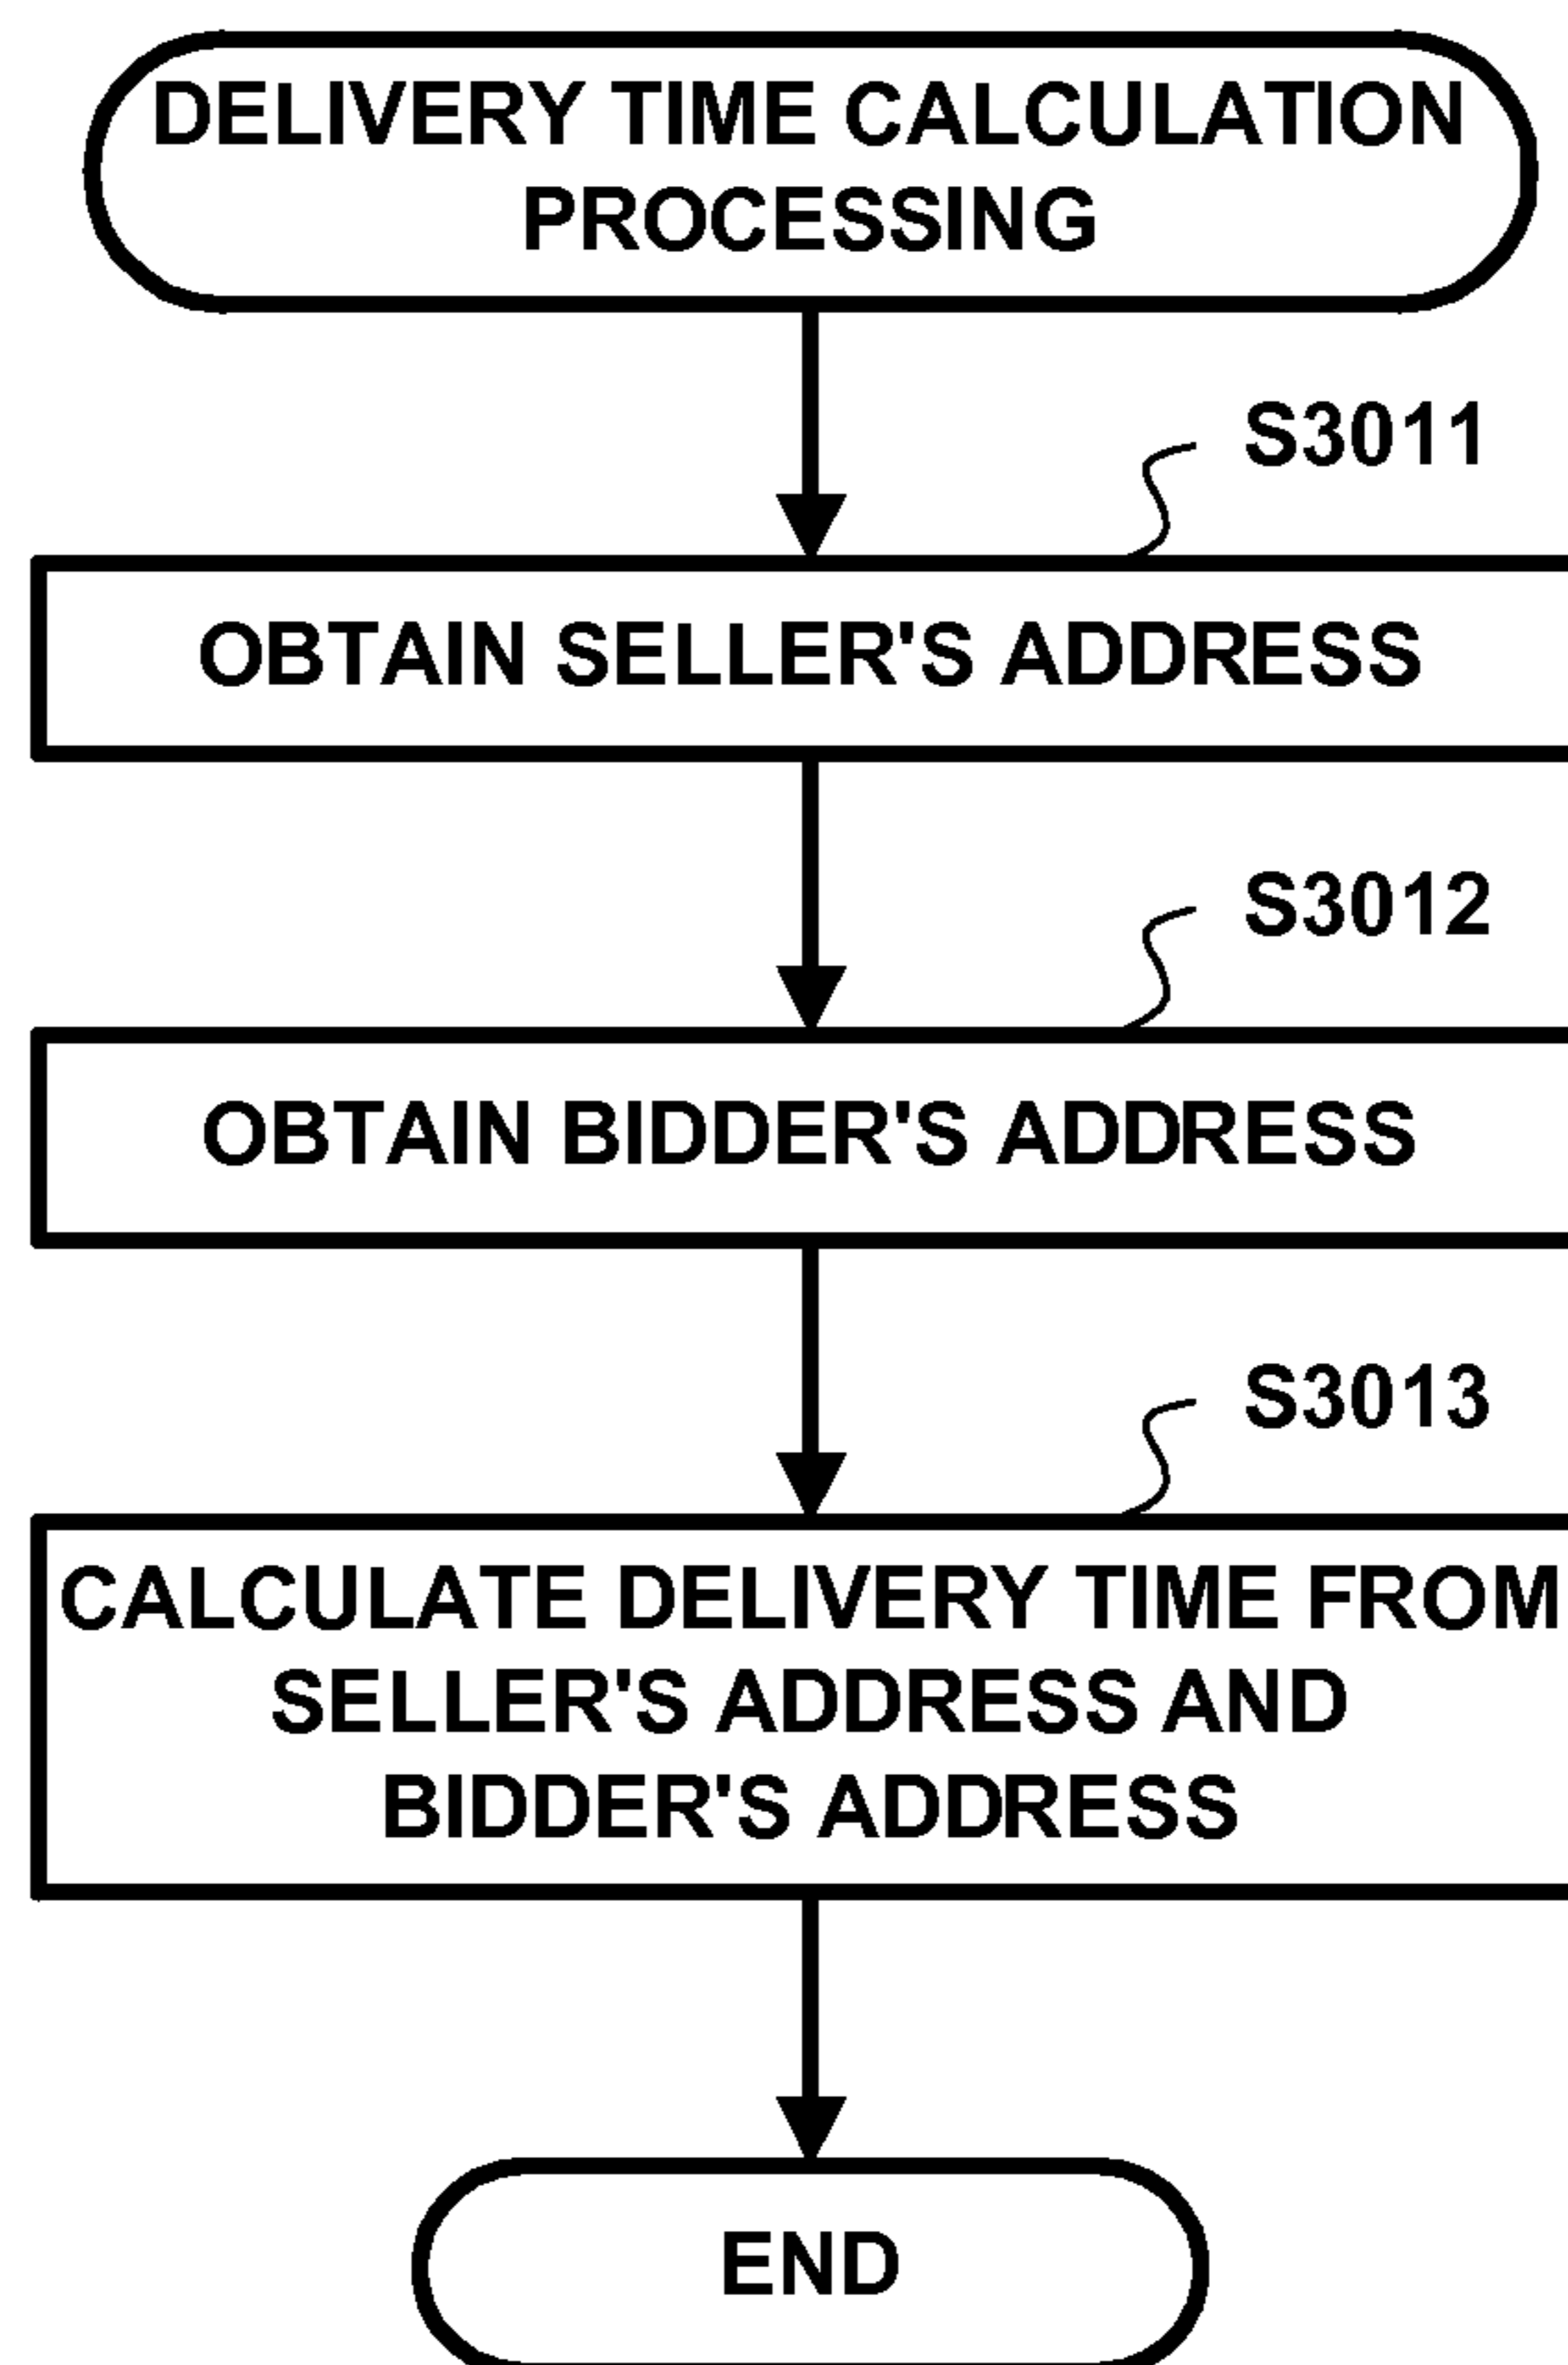 DELIVERY TIME CALCULATION
PROCESSING
S3011
OBTAIN SELLER'S ADDRESS
S3012
OBTAIN BIDDER'S ADDRESS
S3013
CALCULATE DELIVERY TIME FROM
SELLER'S ADDRESS AND
BIDDER'S ADDRESS
END